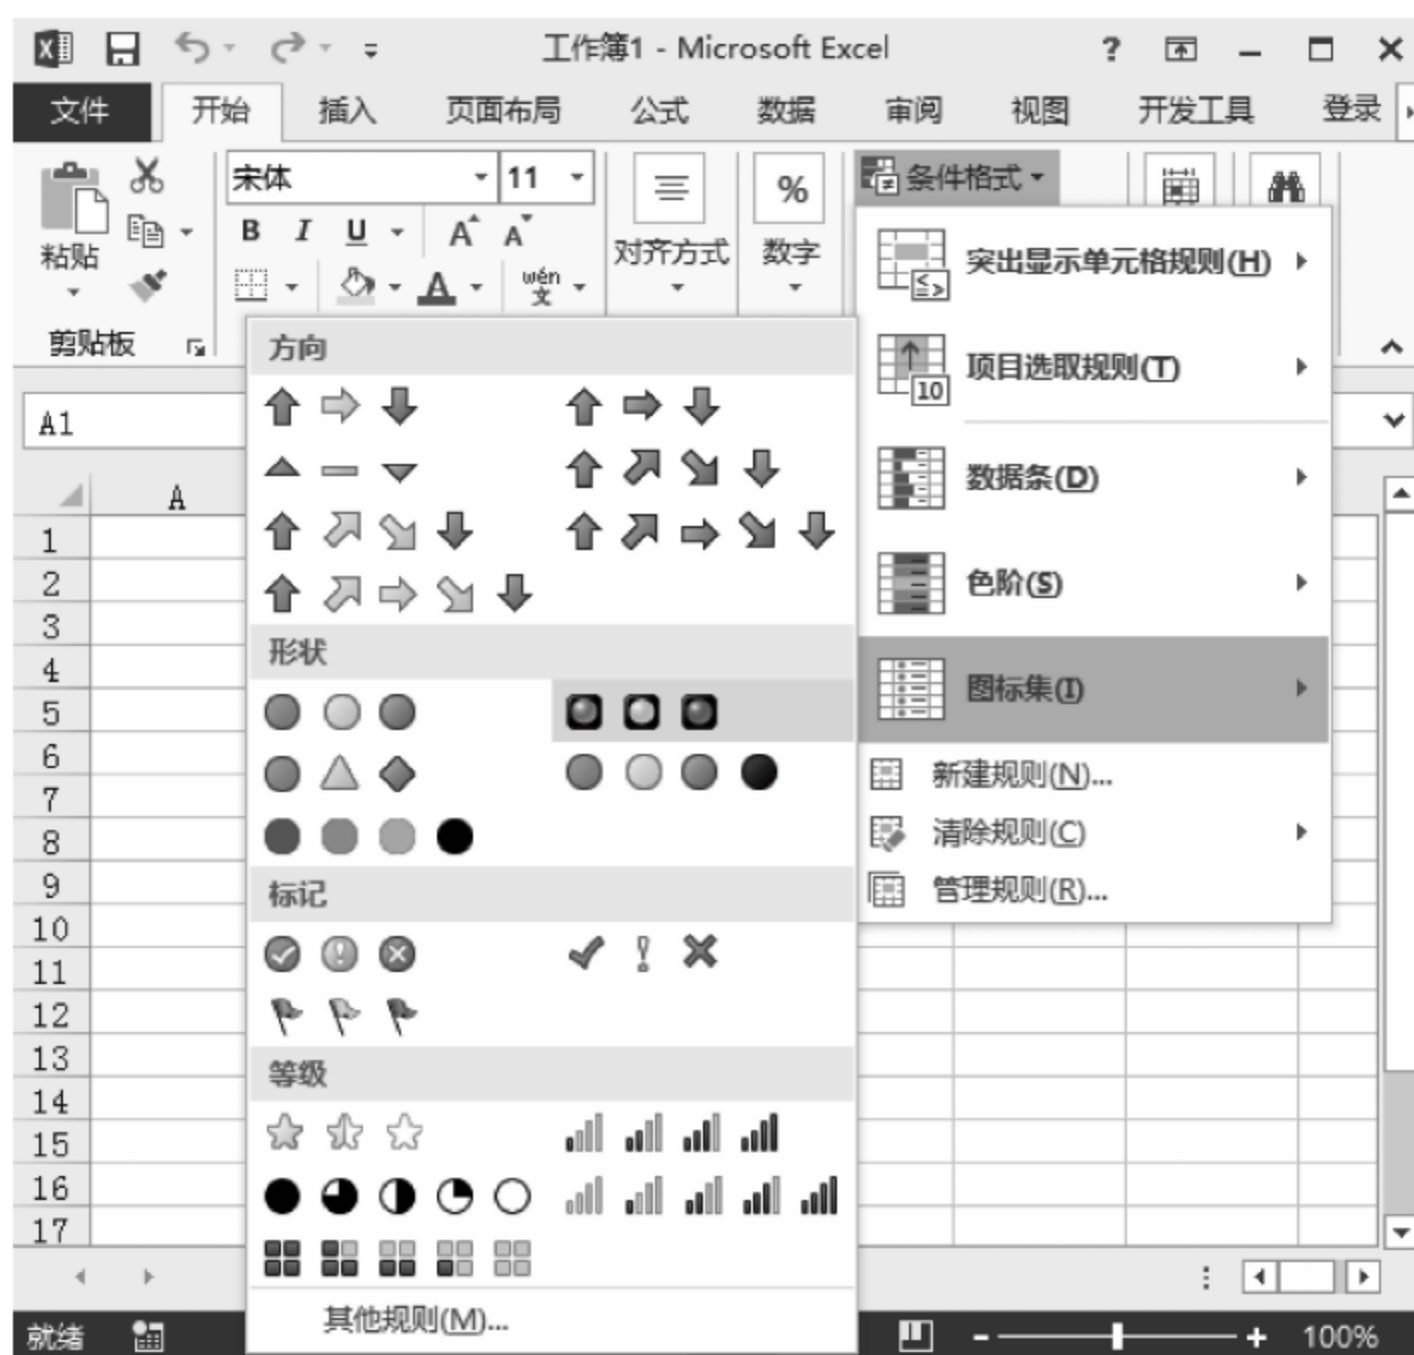 工作簿1 - Microsoft Excel
?
文件 开始 插入 页面布局 公式 数据 审阅 视图 开发工具 登录
粘贴
剪贴板
宋体 11
B I U A A
A wén 文
对齐方式
%
数字
条件格式
突出显示单元格规则(H)
项目选取规则(T)
10
数据条(D)
色阶(S)
图标集(I)
新建规则(N)...
清除规则(C)
管理规则(R)...
方向
形状
标记
等级
其他规则(M)...
A1
A
1
2
3
4
5
6
7
8
9
10
11
12
13
14
15
16
17
就绪
100%